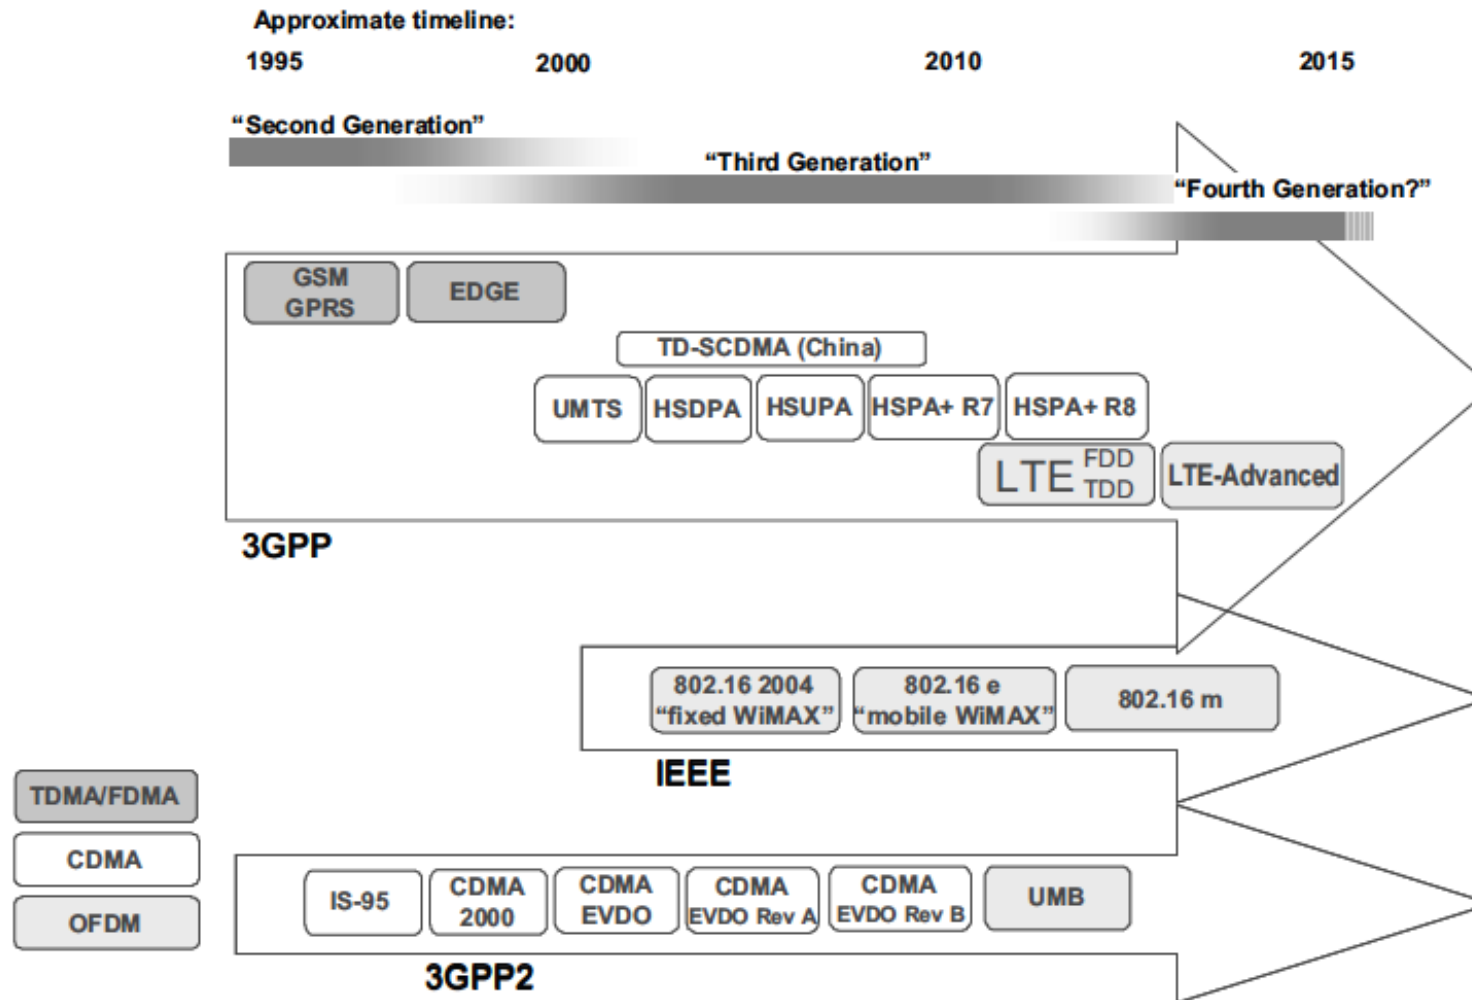 Approximate timeline:
1995 2000 2010 2015
“Second Generation”
“Third Generation”
“Fourth Generation?”
GSM
GPRS
EDGE
TD-SCDMA (China)
UMTS
HSDPA
HSUPA
HSPA+ R7
HSPA+ R8
LTE FDD
TDD
LTE-Advanced
3GPP
802.16 2004
“fixed WiMAX”
802.16 e
“mobile WiMAX”
802.16 m
IEEE
TDMA/FDMA
CDMA
OFDM
IS-95
CDMA
2000
CDMA
EVDO
CDMA
EVDO Rev A
CDMA
EVDO Rev B
UMB
3GPP2